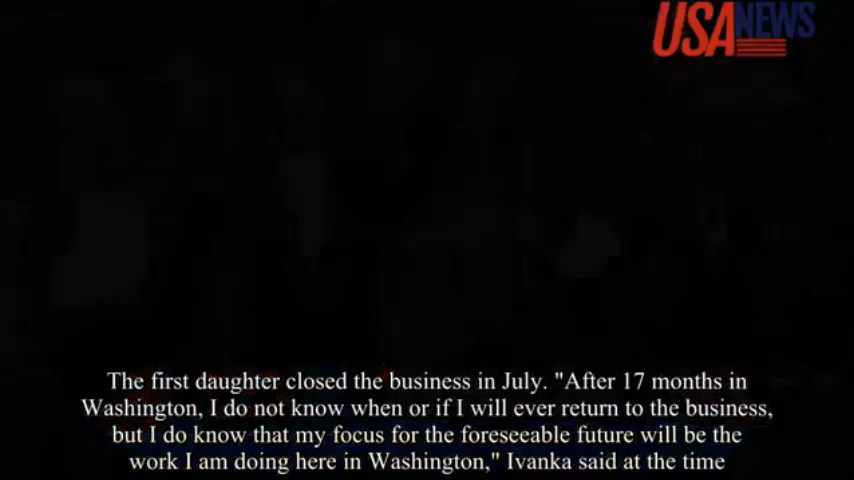 USANEWS
The first daughter closed the business in July. "After 17 months in
Washington, I do not know when or if I will ever return to the business,
but I do know that my focus for the foreseeable future will be the
work I am doing here in Washington," Ivanka said at the time